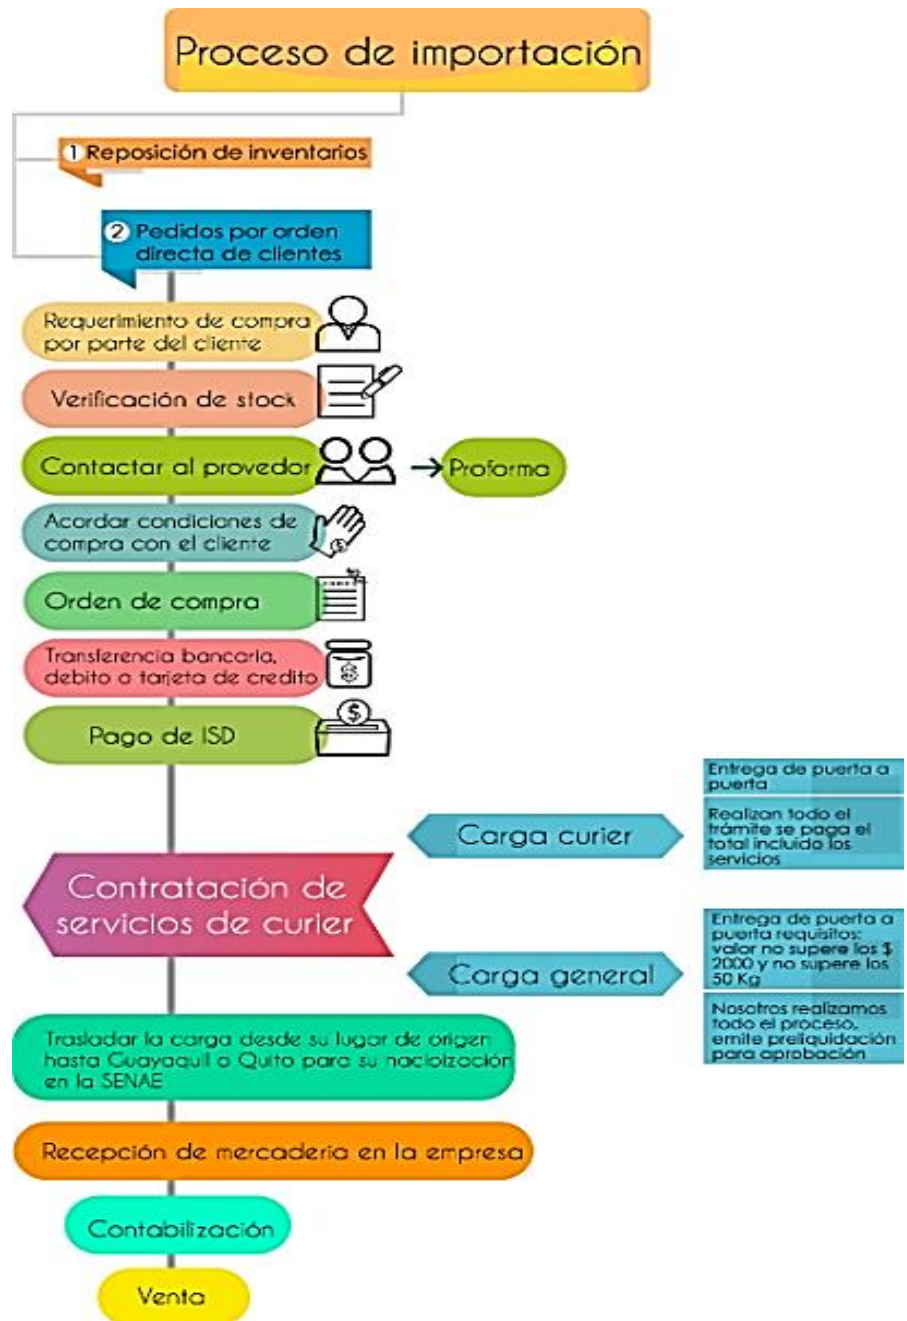 Proceso de importación
1 Reposición de inventarios
2 Pedidos por orden
directa de clientes
Requerimiento de compra
por parte del cliente
Verificación de stock
Contactar al provedor
Proforma
Acordar condiciones de
compra con el cliente
Orden de compra
Transferencia bancaria,
debito o tarjeta de credito
Pago de ISD
Contratación de
servicios de curier
Carga curier
Entrega de puerta a
puerta
Realizan todo el
trámite se paga el
total incluido los
servicios
Carga general
Entrega de puerta a
puerta requisitos:
valor no supere los $
2000 y no supere los
50 Kg
Nosotros realizamos
todo el proceso,
emite preliquidación
para aprobación
Trasladar la carga desde su lugar de origen
hasta Guayaquil o Quito para su nacioización
en la SENAE
Recepción de mercaderia en la empresa
Contabilización
Venta